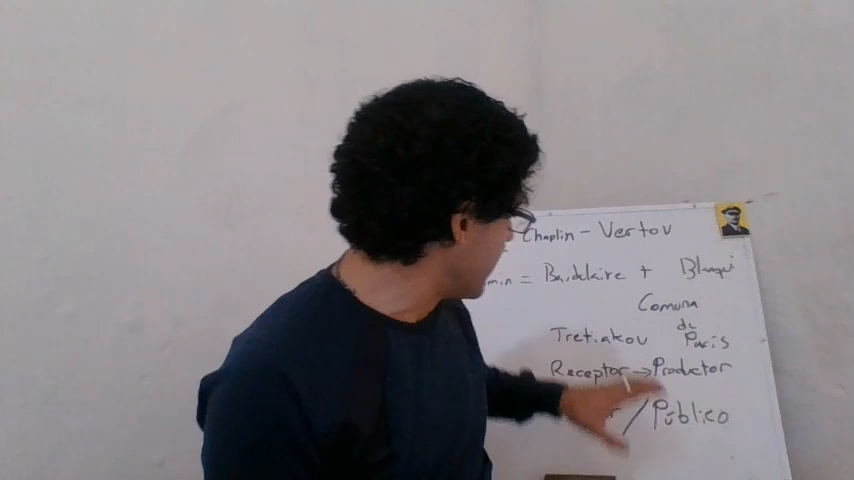 Chaplin - Vertov
min = Baudelaire + Blanqui
Comuna
de
Tretiakov París
Receptor → Productor
r / Público